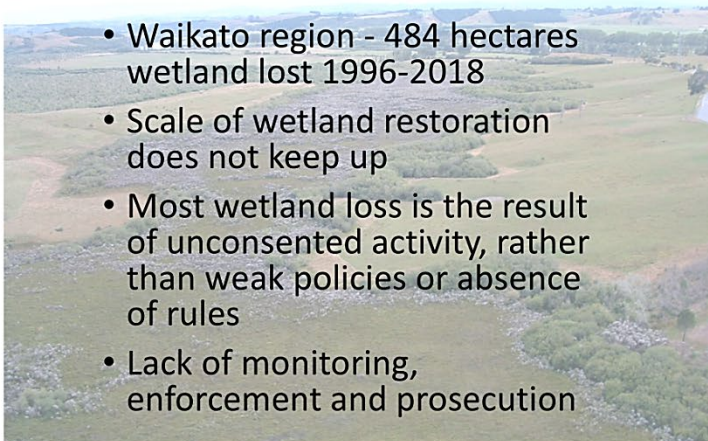 • Waikato region - 484 hectares
wetland lost 1996-2018
• Scale of wetland restoration
does not keep up
• Most wetland loss is the result
of unconsented activity, rather
than weak policies or absence
of rules
• Lack of monitoring,
enforcement and prosecution